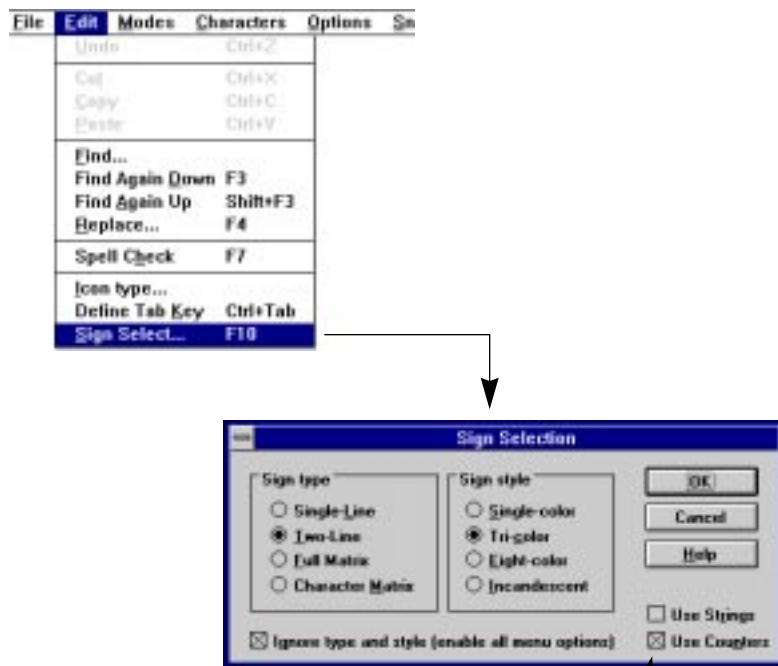 File Edit Modes Characters Options Sn
Undo Ctrl+Z
Cut Ctrl+X
Copy Ctrl+C
Paste Ctrl+V
Find...
Find Again Down F3
Find Again Up Shift+F3
Replace... F4
Spell Check F7
Icon type...
Define Tab Key Ctrl+Tab
Sign Select... F10
Sign Selection
Sign type
Single-Line
Two-Line
Full Matrix
Character Matrix
Sign style
Single-color
Tri-color
Eight-color
Incandescent
OK
Cancel
Help
Use Strings
Ignore type and style (enable all menu options) Use Counters